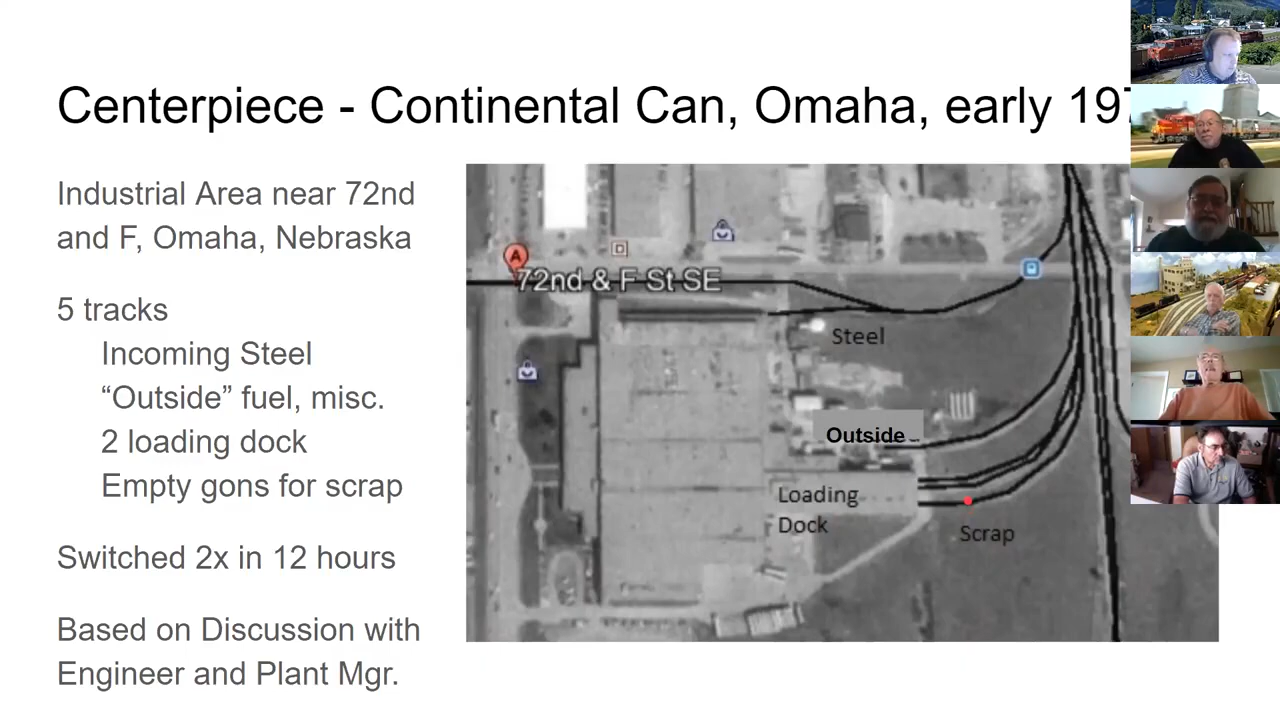 Centerpiece - Continental Can, Omaha, early 197
Industrial Area near 72nd
and F, Omaha, Nebraska
5 tracks
Incoming Steel
“Outside” fuel, misc.
2 loading dock
Empty gons for scrap
Switched 2x in 12 hours
Based on Discussion with
Engineer and Plant Mgr.
A
72nd & F St SE
Steel
Outside
Loading
Dock
Scrap